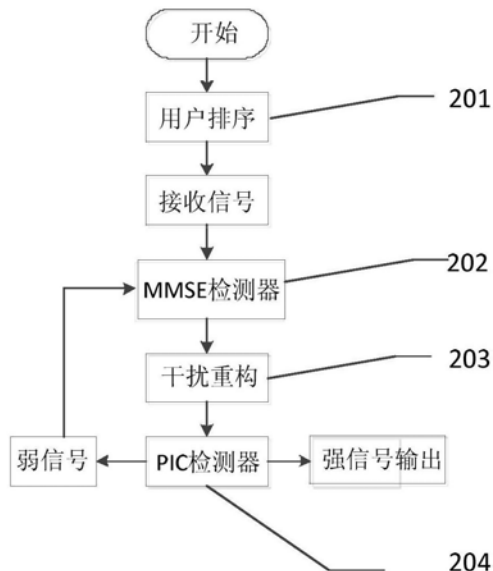 开始
用户排序
201
接收信号
MMSE检测器
202
干扰重构
203
弱信号
PIC检测器
强信号输出
204